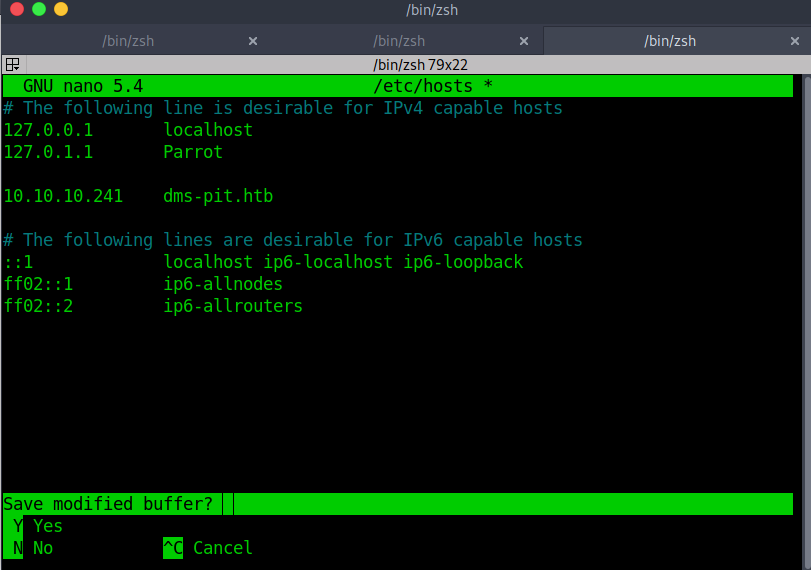 /bin/zsh
/bin/zsh /bin/zsh /bin/zsh
/bin/zsh 79x22
GNU nano 5.4 /etc/hosts *
# The following line is desirable for IPv4 capable hosts
127.0.0.1 localhost
127.0.1.1 Parrot
10.10.10.241 dms-pit.htb
# The following lines are desirable for IPv6 capable hosts
::1 localhost ip6-localhost ip6-loopback
ff02::1 ip6-allnodes
ff02::2 ip6-allrouters
Save modified buffer?
Y Yes
N No ^C Cancel